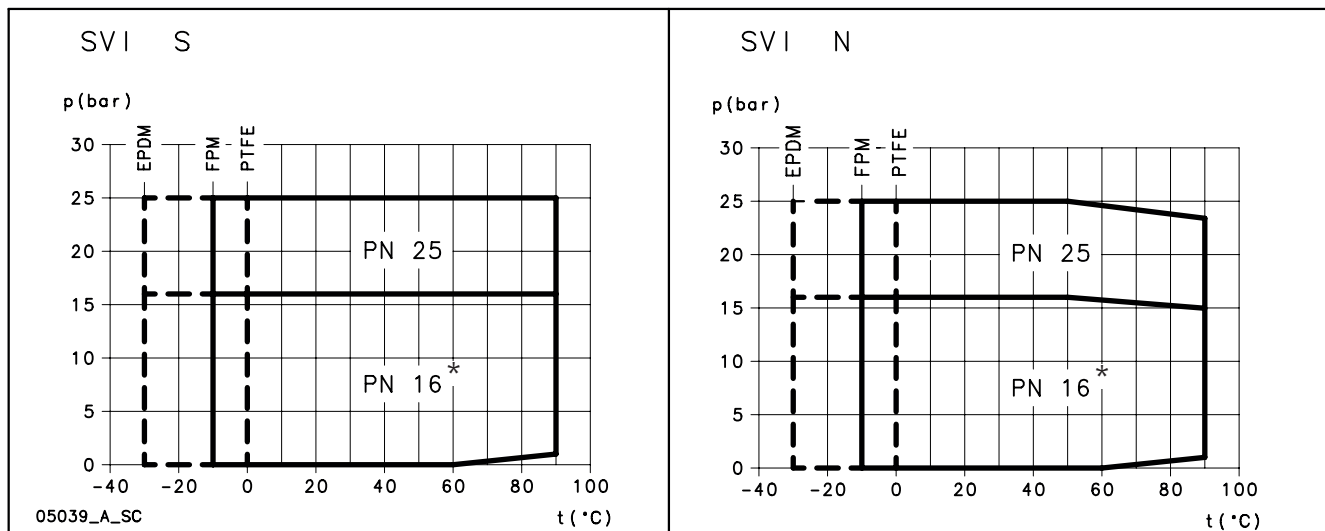 SVI S
p(bar)
EPDM
FPM
PTFE
30
25
20
15
10
5
0
PN 25
PN 16*
-40 -20 0 20 40 60 80 100
t(°C)
05039_A_SC
SVI N
p(bar)
EPDM
FPM
PTFE
30
25
20
15
10
5
0
PN 25
PN 16*
-40 -20 0 20 40 60 80 100
t(°C)